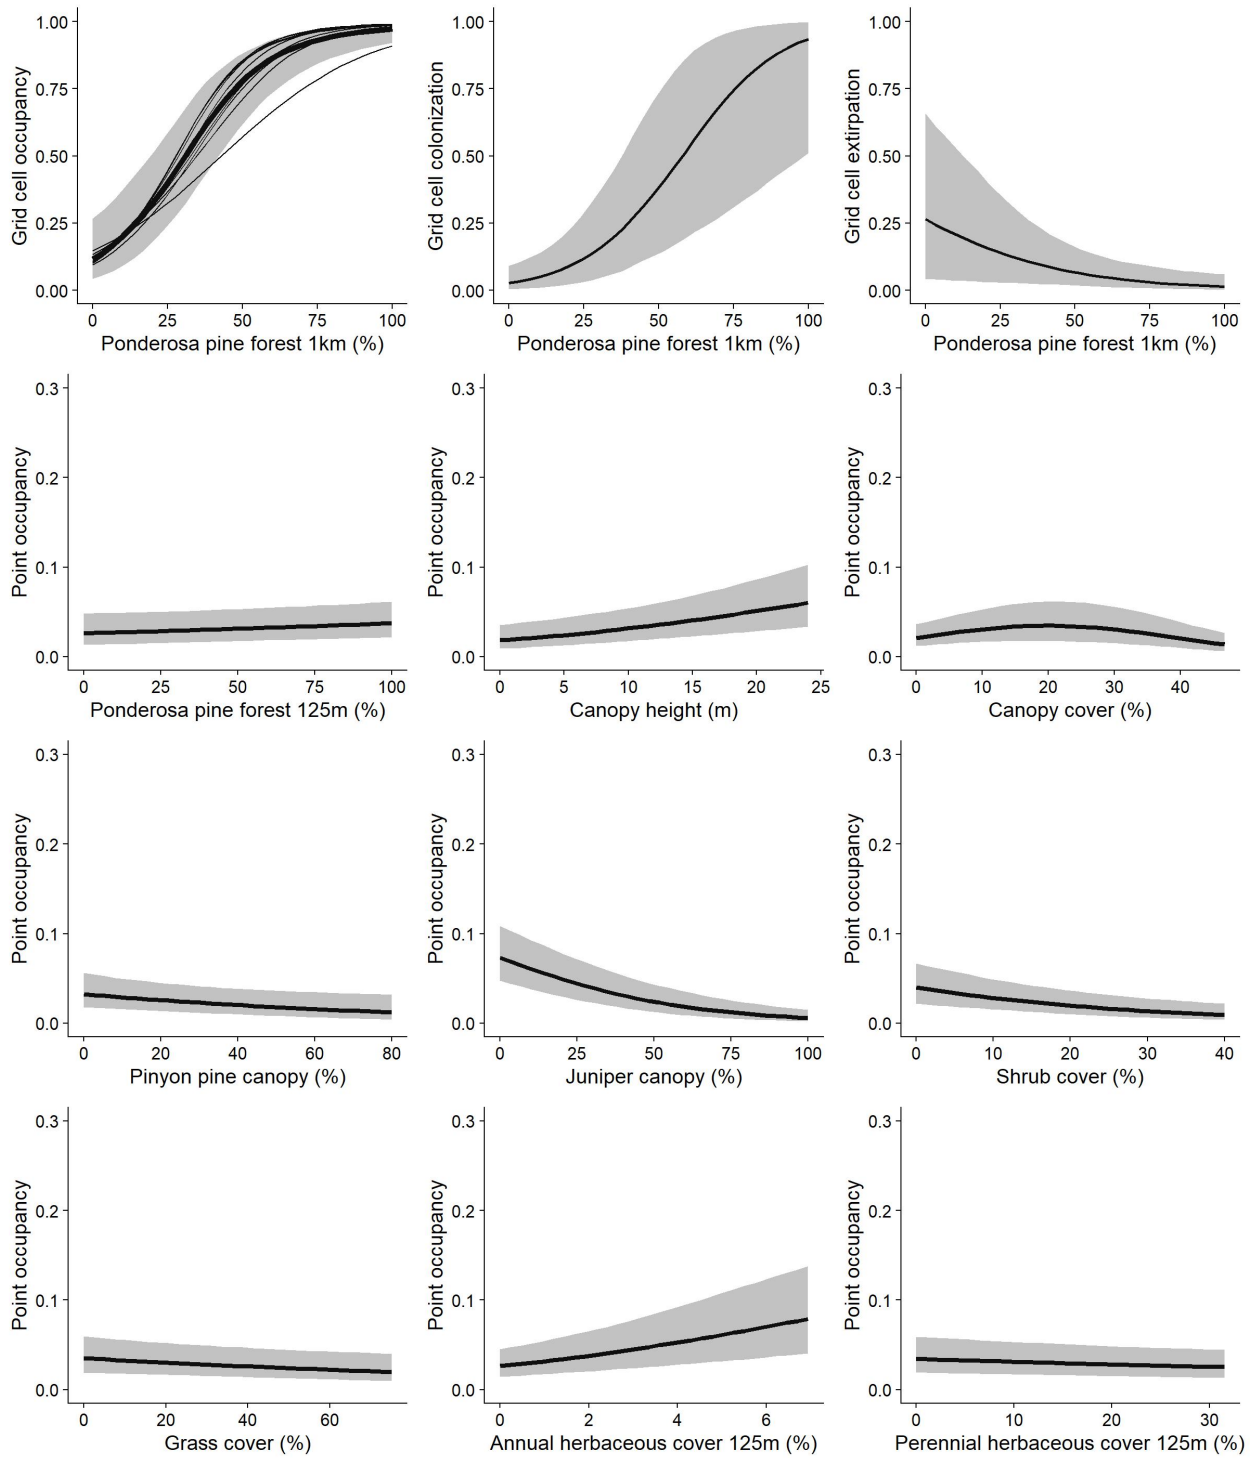 1.00
0.75
0.50
0.25
0.00
Grid cell occupancy
0 25 50 75 100
Ponderosa pine forest 1km (%)
1.00
0.75
0.50
0.25
0.00
Grid cell colonization
0 25 50 75 100
Ponderosa pine forest 1km (%)
1.00
0.75
0.50
0.25
0.00
Grid cell extirpation
0 25 50 75 100
Ponderosa pine forest 1km (%)
0.3
0.2
0.1
0.0
Point occupancy
0 25 50 75 100
Ponderosa pine forest 125m (%)
0.3
0.2
0.1
0.0
Point occupancy
0 5 10 15 20 25
Canopy height (m)
0.3
0.2
0.1
0.0
Point occupancy
0 10 20 30 40
Canopy cover (%)
0.3
0.2
0.1
0.0
Point occupancy
0 20 40 60 80
Pinyon pine canopy (%)
0.3
0.2
0.1
0.0
Point occupancy
0 25 50 75 100
Juniper canopy (%)
0.3
0.2
0.1
0.0
Point occupancy
0 10 20 30 40
Shrub cover (%)
0.3
0.2
0.1
0.0
Point occupancy
0 20 40 60
Grass cover (%)
0.3
0.2
0.1
0.0
Point occupancy
0 2 4 6
Annual herbaceous cover 125m (%)
0.3
0.2
0.1
0.0
Point occupancy
0 10 20 30
Perennial herbaceous cover 125m (%)